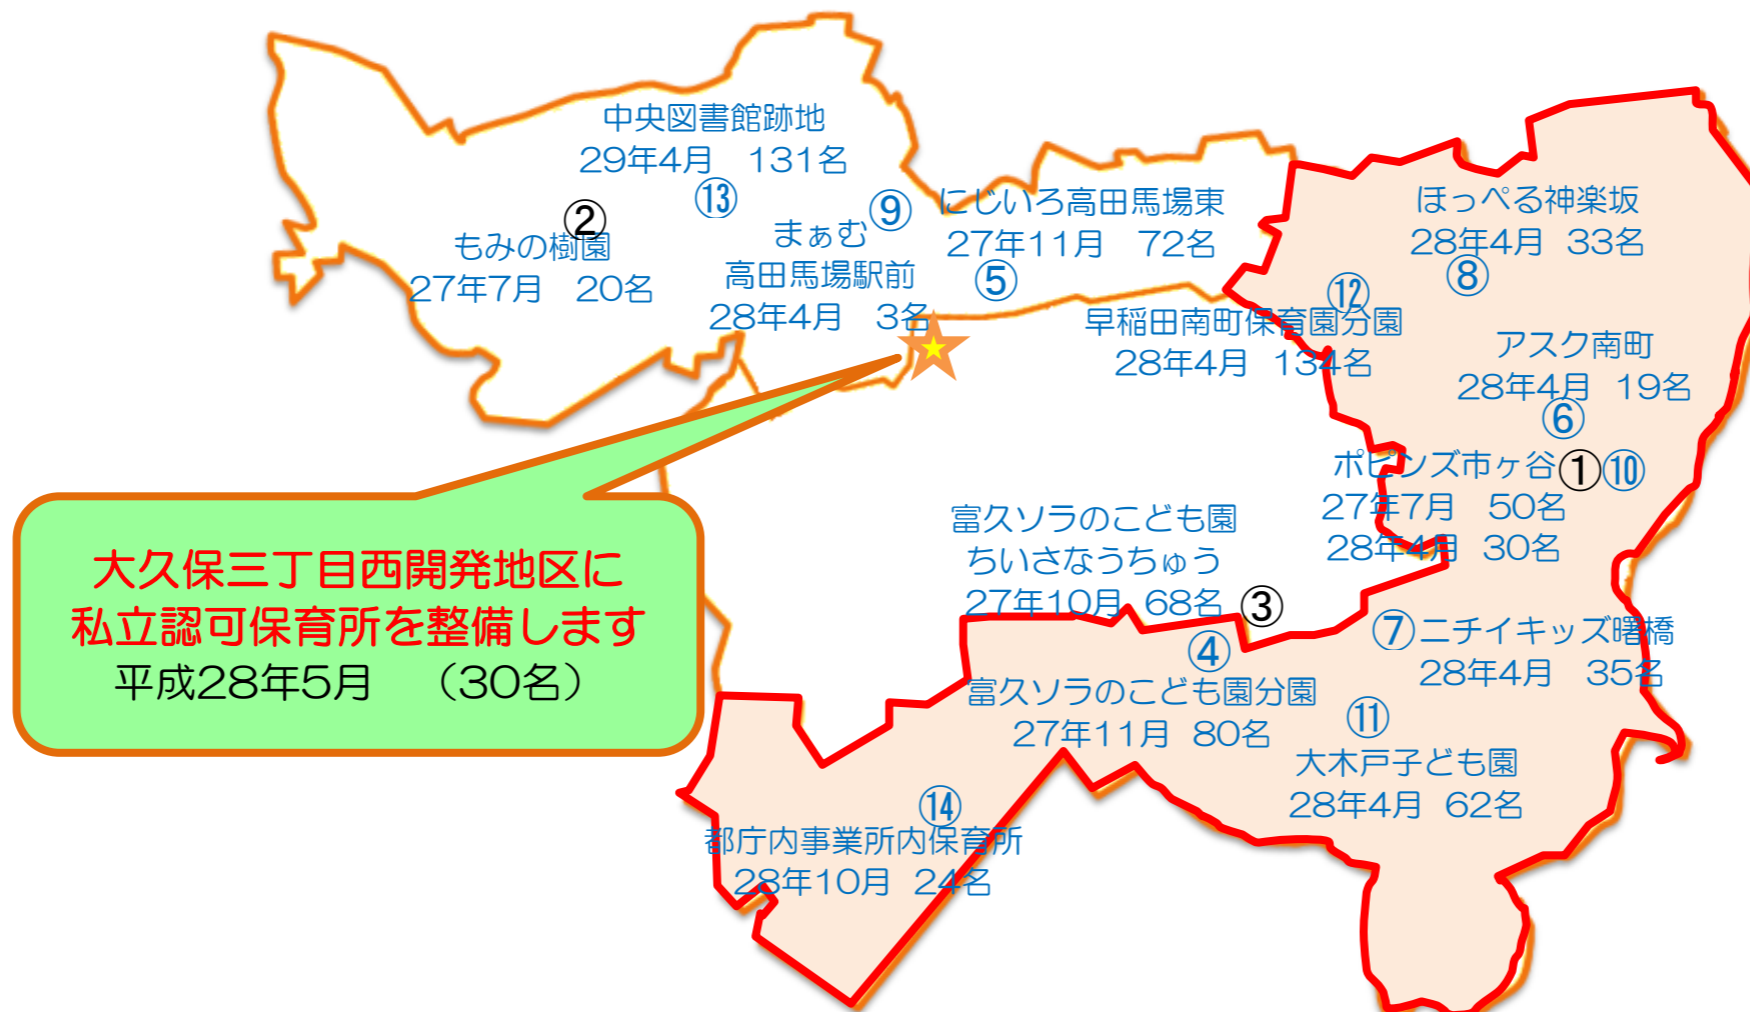 中央図書館跡地
29年4月 131名
⑬
②
もみの樹園
27年7月 20名
⑨
まぁむ
高田馬場駅前
28年4月 3名
にじいろ高田馬場東
27年11月 72名
⑤
ほっぺる神楽坂
28年4月 33名
⑧
⑫
早稲田南町保育園分園
28年4月 134名
アスク南町
28年4月 19名
⑥
ポピンズ市ヶ谷①⑩
27年7月 50名
28年4月 30名
大久保三丁目西開発地区に
私立認可保育所を整備します
平成28年5月 （30名）
富久ソラのこども園
ちいさなうちゅう
27年10月 68名
③
④
富久ソラのこども園分園
27年11月 80名
⑦ニチイキッズ曙橋
28年4月 35名
⑪
大木戸子ども園
28年4月 62名
⑭
都庁内事業所内保育所
28年10月 24名